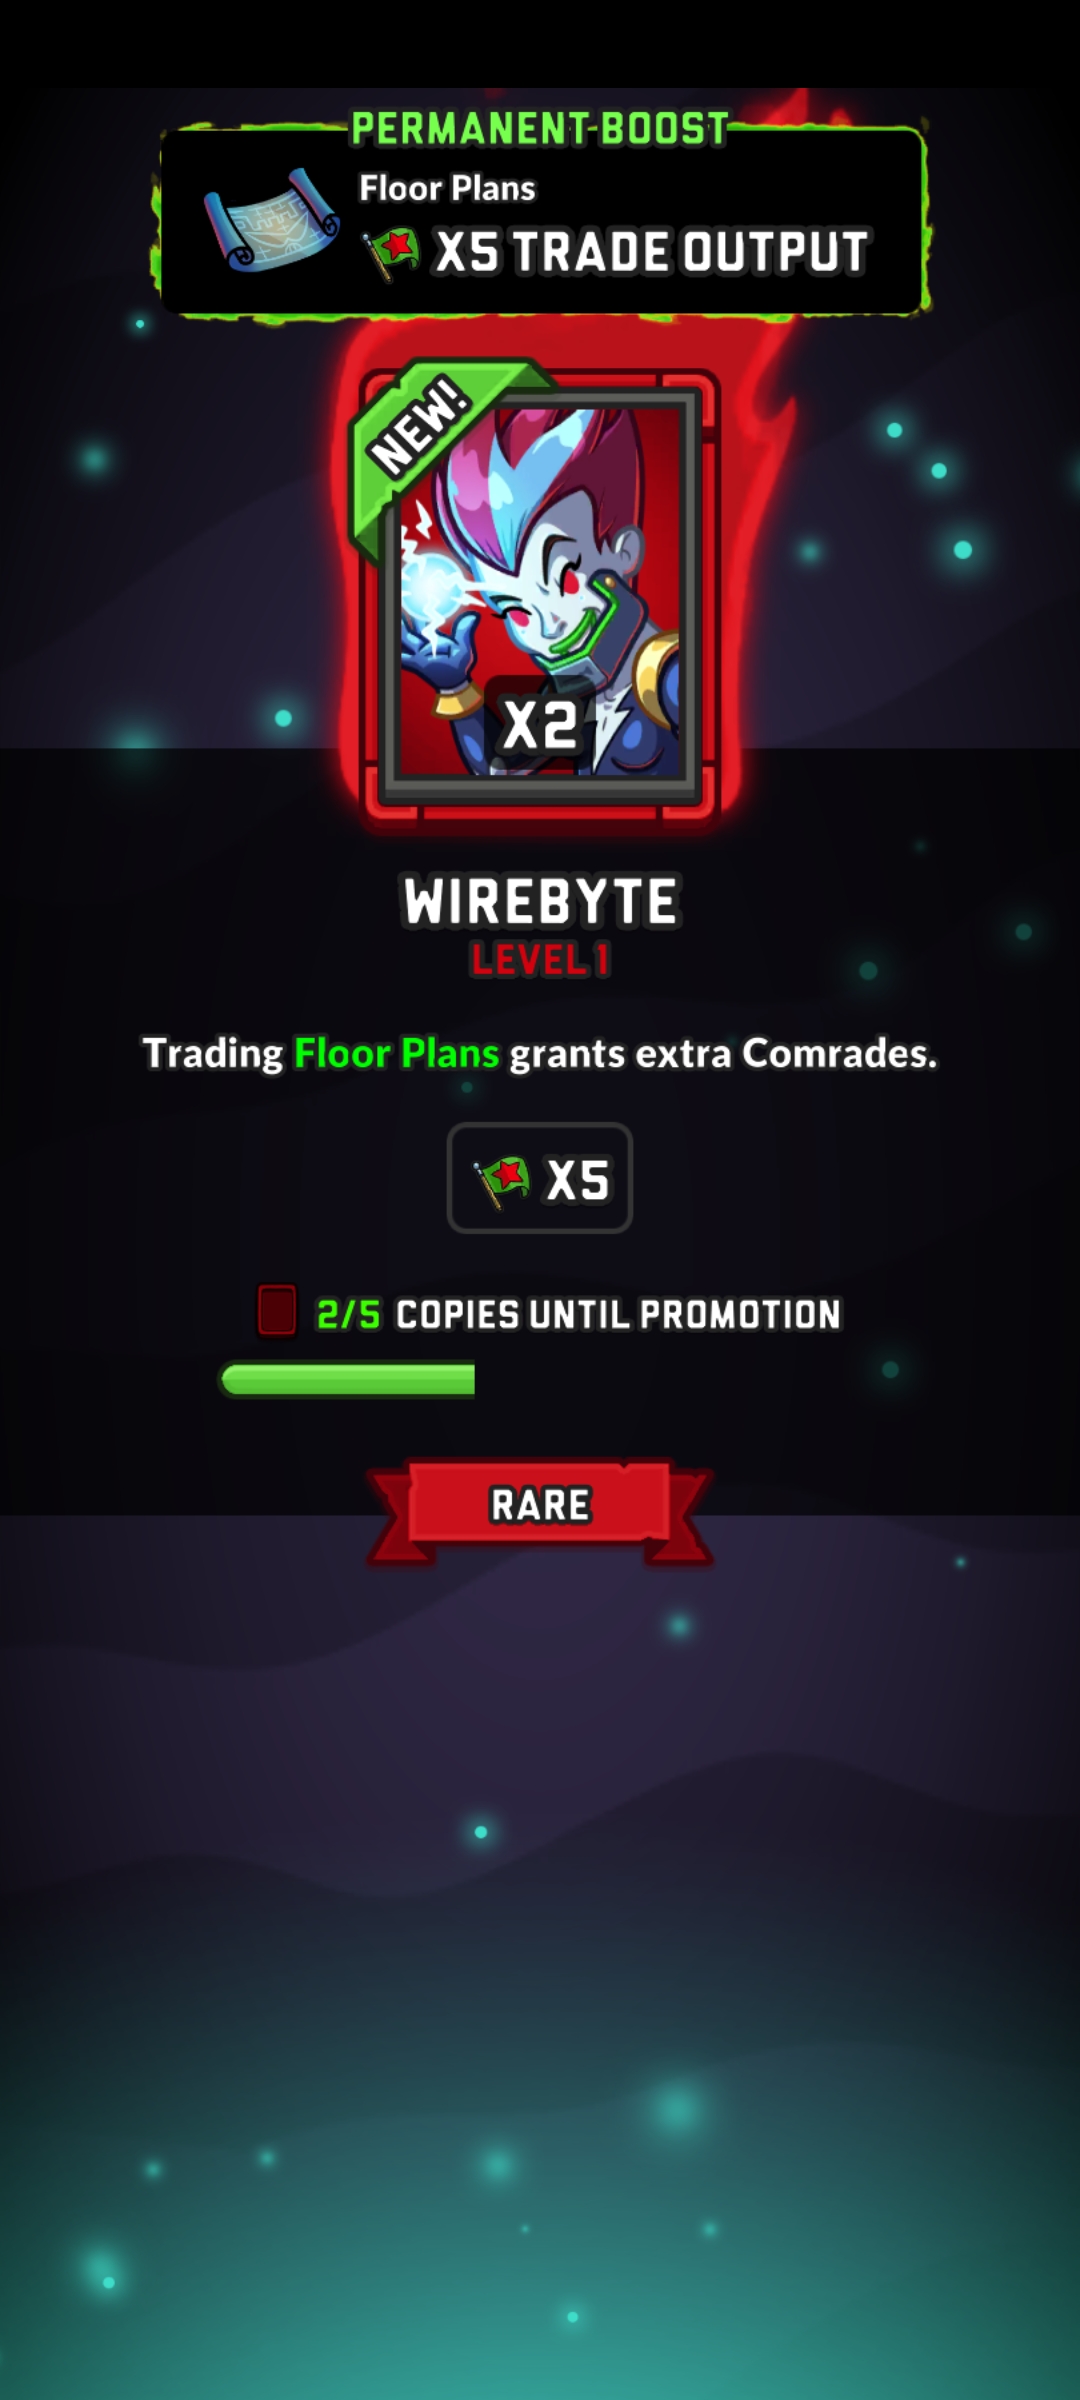 PERMANENT BOOST
Floor Plans
X5 TRADE OUTPUT
NEW!
X2
WIREBYTE
LEVEL 1
Trading Floor Plans grants extra Comrades.
X5
2/5 COPIES UNTIL PROMOTION
RARE